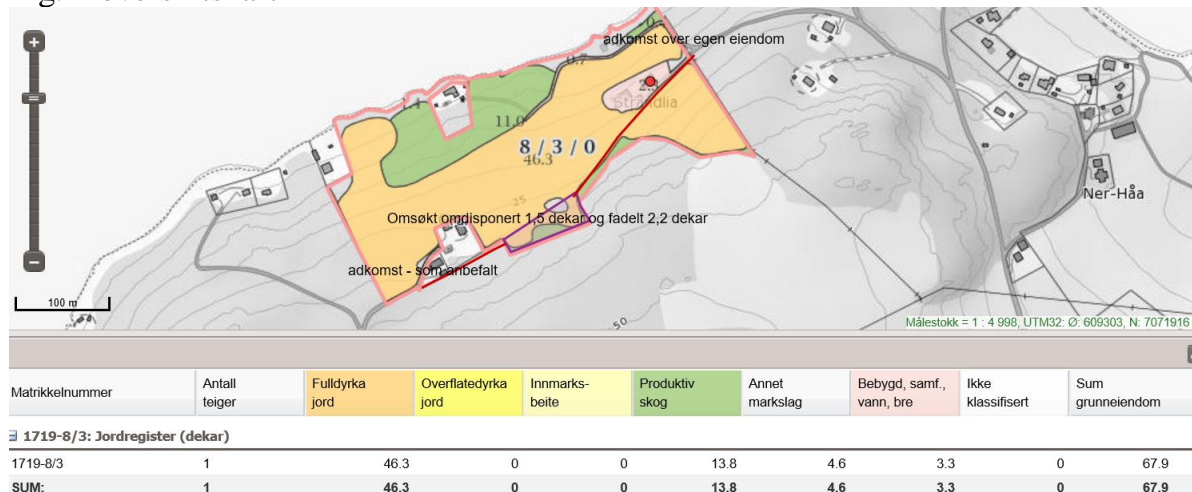 adkomst over egen eiendom
Strandlia
11.0
8 / 3 / 0
46.3
25
Omsøkt omdisponert 1,5 dekar og fadelt 2,2 dekar
Ner-Håa
adkomst - som anbefalt
100 m
50
Målestokk = 1 : 4 998, UTM32: Ø: 609303, N: 7071916
Matrikkelnummer Antall teiger Fulldyrka jord Overflatedyrka jord Innmarks-beite Produktiv skog Annet markslag Bebygd, samf., vann, bre Ikke klassifisert Sum grunneiendom
1719-8/3: Jordregister (dekar)
1719-8/3 1 46.3 0 0 13.8 4.6 3.3 0 67.9
SUM: 1 46.3 0 0 13.8 4.6 3.3 0 67.9